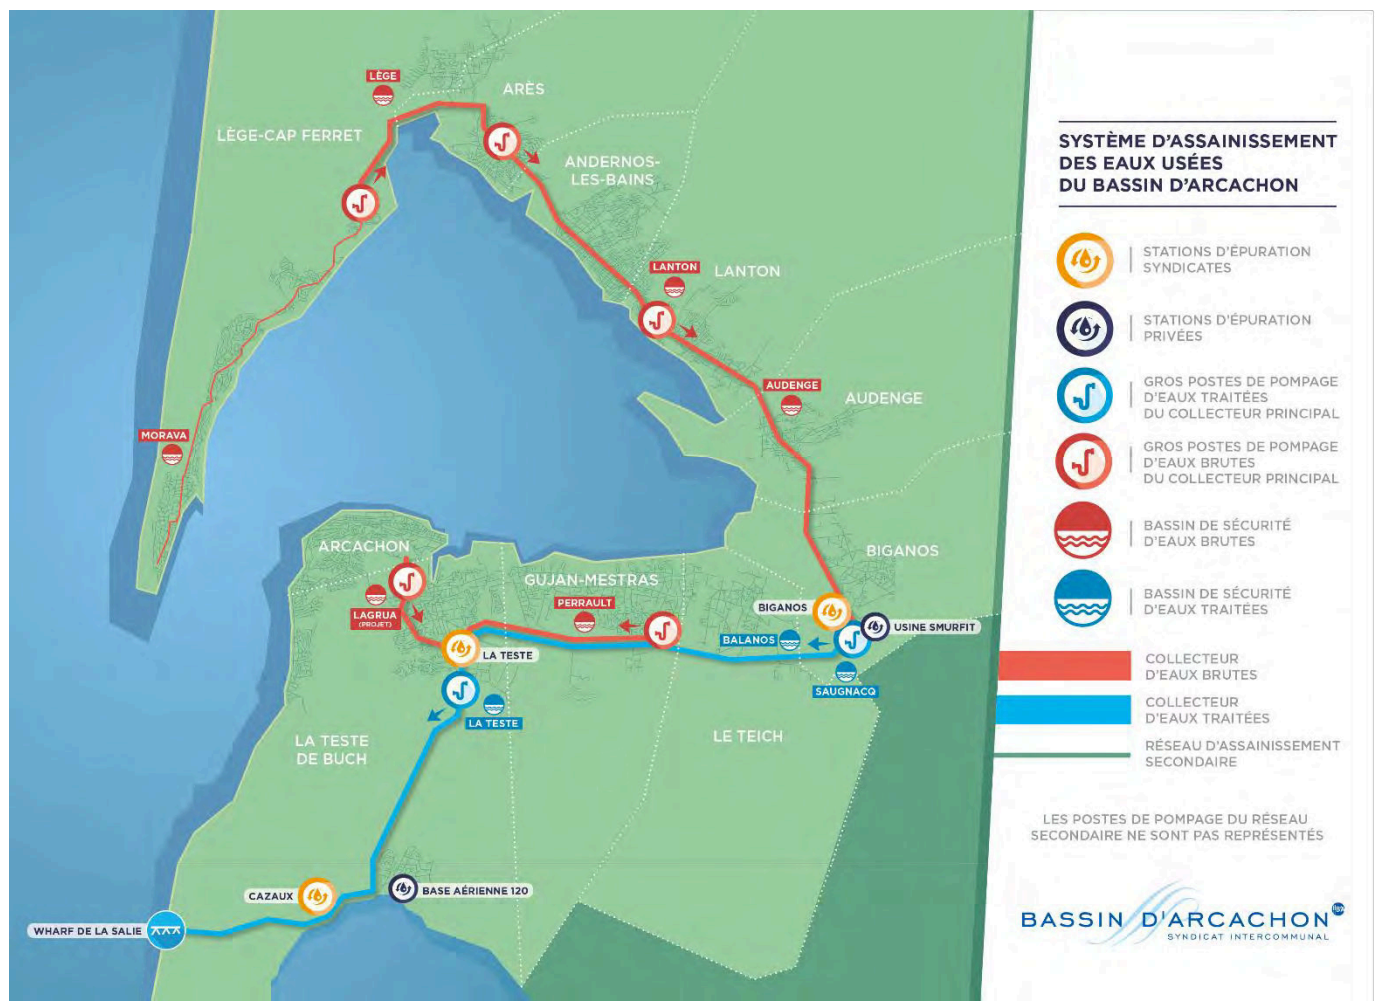 LÈGE
ARÈS
LÈGE-CAP FERRET
ANDERNOS-
LES-BAINS
LANTON
LANTON
AUDENGE
AUDENGE
MORAVA
ARCACHON
BIGANOS
GUJAN-MESTRAS
PERRAULT
BIGANOS
LAGRUA
(PROJET)
USINE SMURFIT
BALANOS
LA TESTE
SAUGNACQ
LA TESTE
LE TEICH
LA TESTE
DE BUCH
CAZAUX
BASE AÉRIENNE 120
WHARF DE LA SALIE
SYSTÈME D'ASSAINISSEMENT
DES EAUX USÉES
DU BASSIN D'ARCACHON
STATIONS D'ÉPURATION
SYNDICATES
STATIONS D'ÉPURATION
PRIVÉES
GROS POSTES DE POMPAGE
D'EAUX TRAITÉES
DU COLLECTEUR PRINCIPAL
GROS POSTES DE POMPAGE
D'EAUX BRUTES
DU COLLECTEUR PRINCIPAL
BASSIN DE SÉCURITÉ
D'EAUX BRUTES
BASSIN DE SÉCURITÉ
D'EAUX TRAITÉES
COLLECTEUR
D'EAUX BRUTES
COLLECTEUR
D'EAUX TRAITÉES
RÉSEAU D'ASSAINISSEMENT
SECONDAIRE
LES POSTES DE POMPAGE DU RÉSEAU
SECONDAIRE NE SONT PAS REPRÉSENTÉS
BASSIN D'ARCACHON
SYNDICAT INTERCOMMUNAL